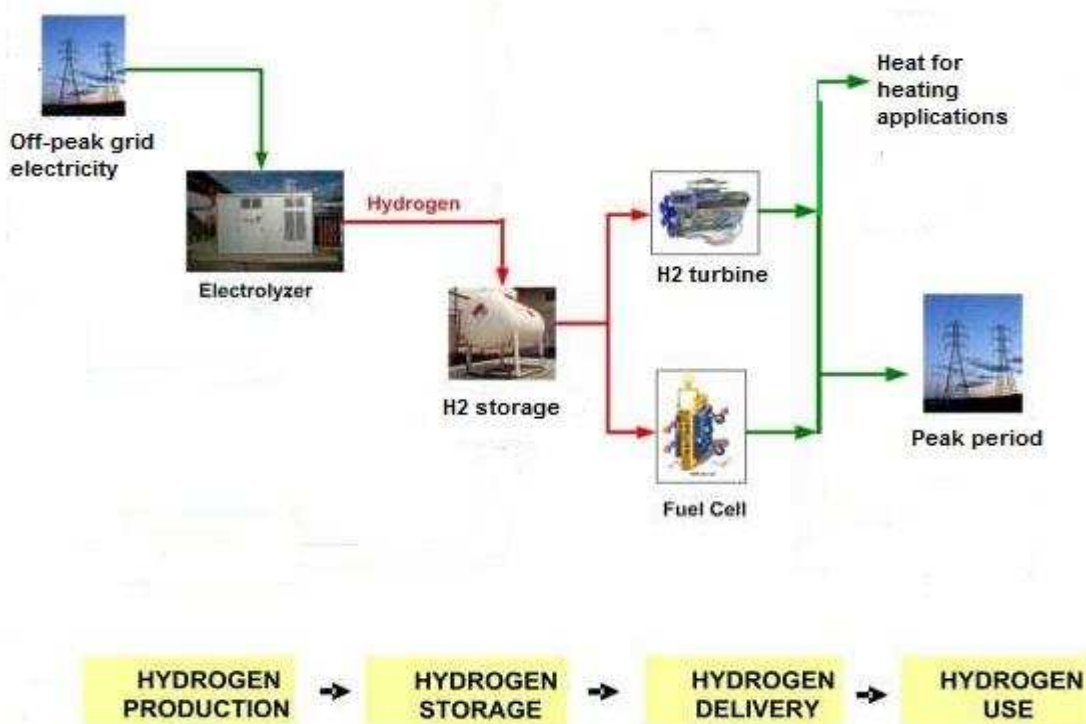 Off-peak grid
electricity
Electrolyzer
Hydrogen
H2 storage
H2 turbine
Fuel Cell
Heat for
heating
applications
Peak period
HYDROGEN
PRODUCTION
HYDROGEN
STORAGE
HYDROGEN
DELIVERY
HYDROGEN
USE